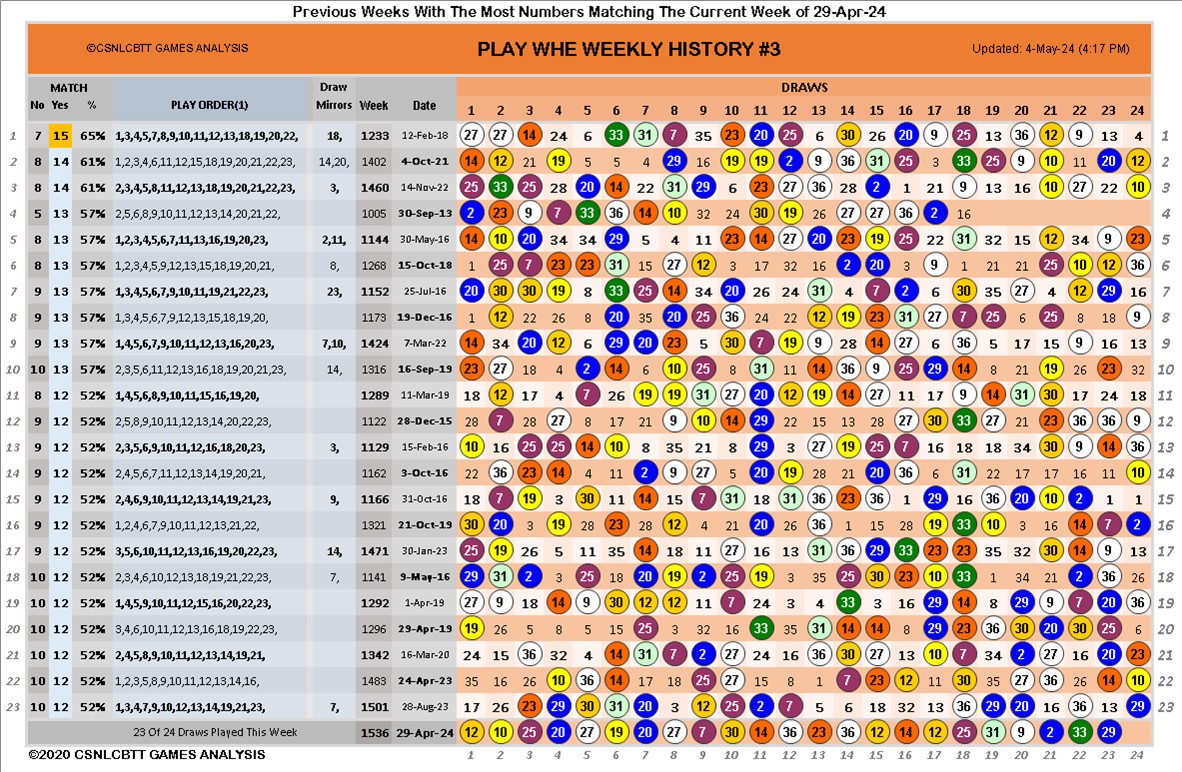 Previous Weeks With The Most Numbers Matching The Current Week of 29-Apr-24
©CSNLCBTT GAMES ANALYSIS PLAY WHE WEEKLY HISTORY #3 Updated: 4-May-24 (4:17 PM)
MATCH Draw DRAWS
No Yes % PLAY ORDER(1) Mirrors Week Date 1 2 3 4 5 6 7 8 9 10 11 12 13 14 15 16 17 18 19 20 21 22 23 24
1 7 15 65% 1,3,4,5,7,8,9,10,11,12,13,18,19,20,22, 18, 1233 12-Feb-18 27 27 14 24 6 33 31 7 35 23 20 25 6 30 26 20 9 25 13 36 12 9 13 4 1
2 8 14 61% 1,2,3,4,6,11,12,15,18,19,20,21,22,23, 14,20, 1402 4-Oct-21 14 12 21 19 5 5 4 29 16 19 19 2 9 36 31 25 3 33 25 9 10 11 20 12 2
3 8 14 61% 2,3,4,5,8,11,12,13,18,19,20,21,22,23, 3, 1460 14-Nov-22 25 33 25 28 20 14 22 31 29 6 23 27 36 28 2 1 21 9 13 16 10 27 22 10 3
4 5 13 57% 2,5,6,8,9,10,11,12,13,14,20,21,22, 1005 30-Sep-13 2 23 9 7 33 36 14 10 32 24 30 19 26 27 27 36 2 16 4
5 8 13 57% 1,2,3,4,5,6,7,11,13,16,19,20,23, 2,11, 1144 30-May-16 14 10 20 34 34 29 5 4 11 23 14 27 20 23 19 25 22 31 32 15 12 34 9 23 5
6 8 13 57% 1,2,3,4,5,9,12,13,15,18,19,20,21, 8, 1268 15-Oct-18 1 25 7 23 23 31 15 27 12 3 17 32 16 2 20 3 9 1 21 21 25 10 12 36 6
7 8 13 57% 1,3,4,5,6,7,9,10,11,19,21,22,23, 23, 1152 25-Jul-16 20 30 30 19 8 33 25 14 34 20 26 24 31 4 7 2 6 30 35 27 4 12 29 16 7
8 9 13 57% 1,3,4,5,6,7,9,12,13,15,18,19,20, 1173 19-Dec-16 1 12 22 26 8 20 35 20 25 36 22 28 12 19 23 31 27 7 25 6 25 8 18 9 8
9 9 13 57% 1,4,5,6,7,9,10,11,12,13,16,20,23, 7,10, 1424 7-Mar-22 14 34 20 12 6 29 20 23 5 30 7 19 9 28 14 27 6 36 5 17 15 9 16 13 9
10 10 13 57% 2,3,5,6,11,12,13,16,18,19,20,21,23, 14, 1316 16-Sep-19 23 27 18 4 2 14 6 10 25 8 31 11 14 36 9 25 29 14 8 21 19 26 23 32 10
11 8 12 52% 1,4,5,6,8,9,10,11,15,16,19,20, 1289 11-Mar-19 18 12 17 4 7 26 19 19 31 27 20 12 19 14 27 11 18 9 14 31 30 17 24 18 11
12 9 12 52% 2,5,8,9,10,11,12,13,14,20,22,23, 1122 28-Dec-15 28 7 28 27 8 17 18 9 10 14 29 22 15 13 28 27 30 33 27 21 23 36 36 9 12
13 9 12 52% 2,3,5,6,9,10,11,12,16,18,20,23, 3, 1129 15-Feb-16 10 16 25 25 14 10 8 35 21 8 29 3 27 19 25 7 16 18 18 34 30 9 14 36 13
14 9 12 52% 2,4,5,6,7,11,12,13,14,19,20,21, 1162 3-Oct-16 22 36 23 14 4 11 2 9 27 5 20 19 28 21 20 36 6 31 22 17 17 16 11 10 14
15 9 12 52% 2,4,6,9,10,11,12,13,14,19,21,23, 9, 1166 31-Oct-16 18 7 19 3 30 11 14 15 7 31 18 31 36 23 36 1 29 16 36 20 10 2 1 1 15
16 9 12 52% 1,2,4,6,7,9,10,11,12,13,21,22, 1321 21-Oct-19 30 20 3 19 28 23 28 12 4 21 20 26 36 1 15 28 19 33 10 3 16 14 7 2 16
17 9 12 52% 3,5,6,10,11,12,13,16,19,20,22,23, 14, 1471 30-Jan-23 25 19 26 5 11 35 14 18 11 27 16 13 31 36 29 33 23 23 35 32 30 14 9 13 17
18 10 12 52% 2,3,4,6,10,12,13,18,19,21,22,23, 7, 1141 9-May-16 29 31 2 3 25 18 20 19 2 25 19 3 35 25 30 23 10 33 1 34 21 2 36 26 18
19 10 12 52% 1,4,5,9,10,11,12,15,16,20,22,23, 1292 1-Apr-19 27 9 18 14 9 30 12 12 11 7 24 3 4 33 3 16 29 14 8 29 9 7 20 36 19
20 10 12 52% 3,4,6,10,11,12,13,16,18,19,22,23, 1296 29-Apr-19 19 26 5 8 5 15 25 3 32 16 33 35 31 14 14 8 29 23 36 30 20 30 25 6 20
21 10 12 52% 2,4,5,8,9,10,11,12,13,14,19,21, 1342 16-Mar-20 24 15 36 32 4 14 31 7 2 27 24 16 36 30 27 13 10 7 34 2 27 16 20 23 21
22 10 12 52% 1,2,3,5,8,9,10,11,12,13,14,16, 1483 24-Apr-23 35 16 26 10 36 14 17 18 25 27 15 8 1 7 23 12 11 30 35 20 27 36 26 14 10 22
23 10 12 52% 1,3,4,7,9,10,12,13,14,19,21,23, 7, 1501 28-Aug-23 17 26 23 29 30 31 20 3 12 25 2 7 5 16 18 32 13 36 29 20 16 36 13 29 23
23 Of 24 Draws Played This Week 1536 29-Apr-24 12 10 25 20 27 19 20 27 7 30 14 36 23 36 12 14 12 25 31 9 2 33 29
©2020 CSNLCBTT GAMES ANALYSIS 1 2 3 4 5 6 7 8 9 10 11 12 13 14 15 16 17 18 19 20 21 22 23 24